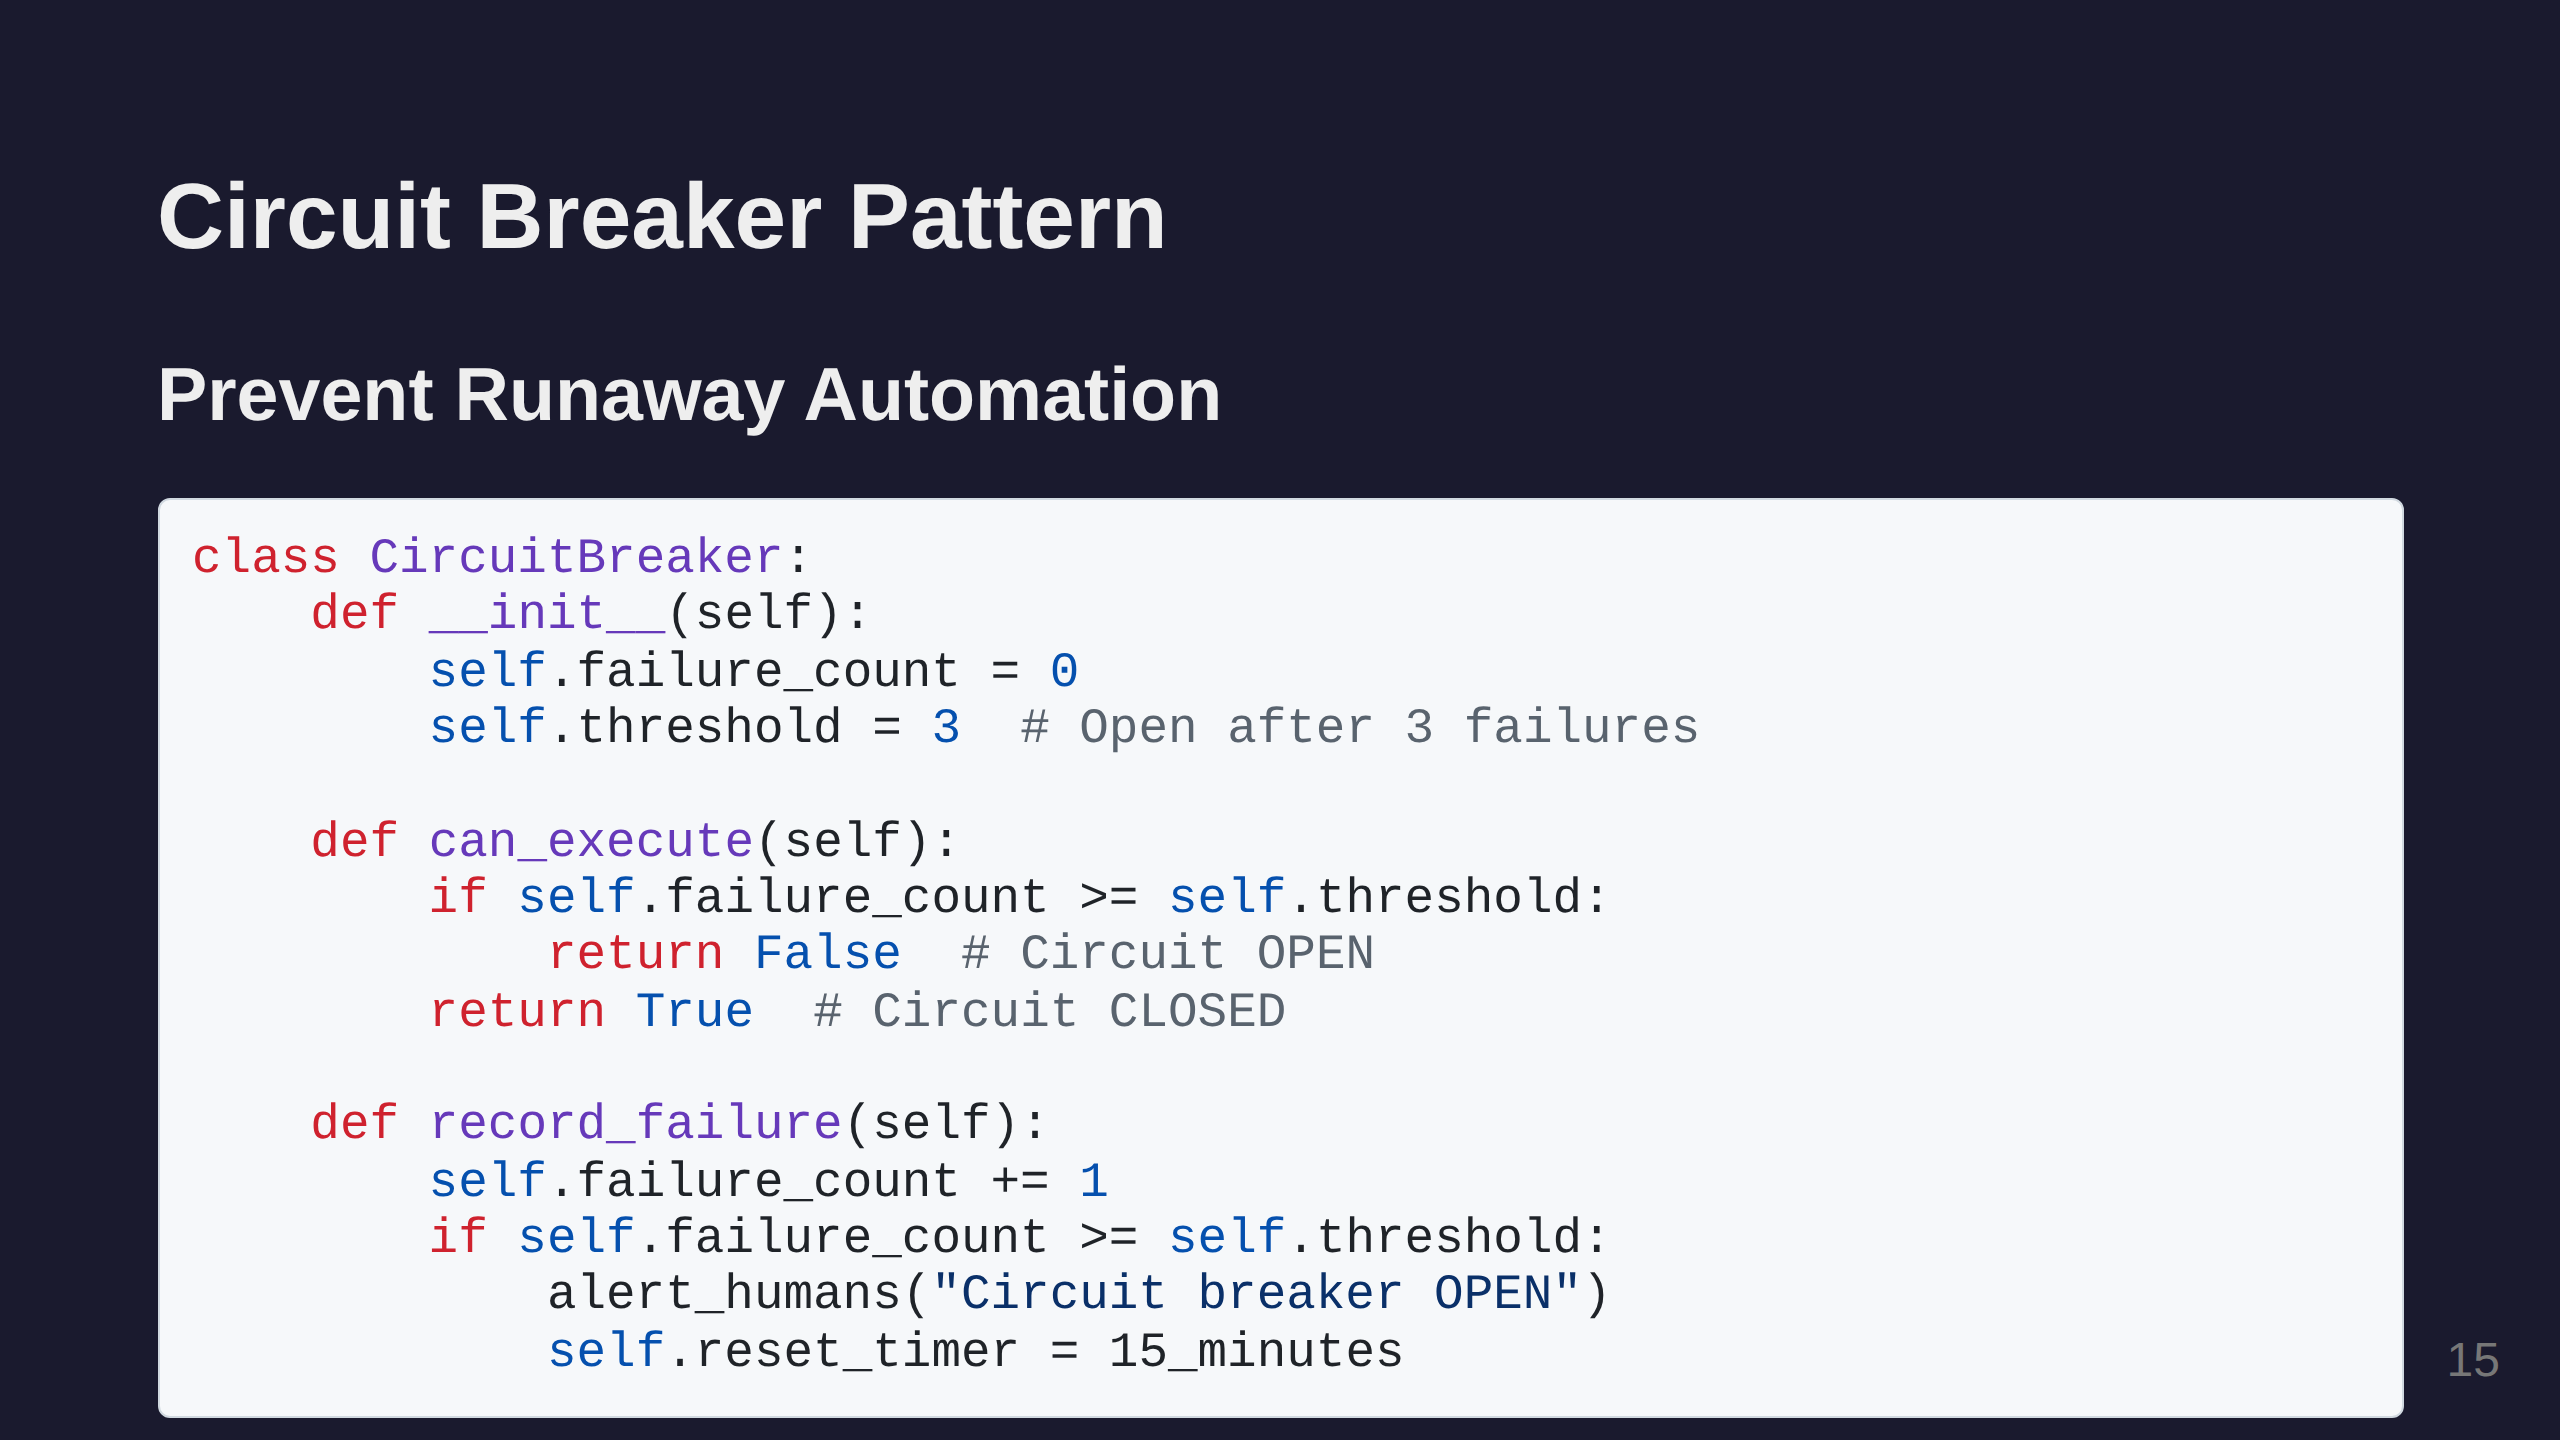 Circuit Breaker Pattern
Prevent Runaway Automation
class CircuitBreaker:
    def __init__(self):
        self.failure_count = 0
        self.threshold = 3  # Open after 3 failures

    def can_execute(self):
        if self.failure_count >= self.threshold:
            return False  # Circuit OPEN
        return True  # Circuit CLOSED

    def record_failure(self):
        self.failure_count += 1
        if self.failure_count >= self.threshold:
            alert_humans("Circuit breaker OPEN")
            self.reset_timer = 15_minutes
15